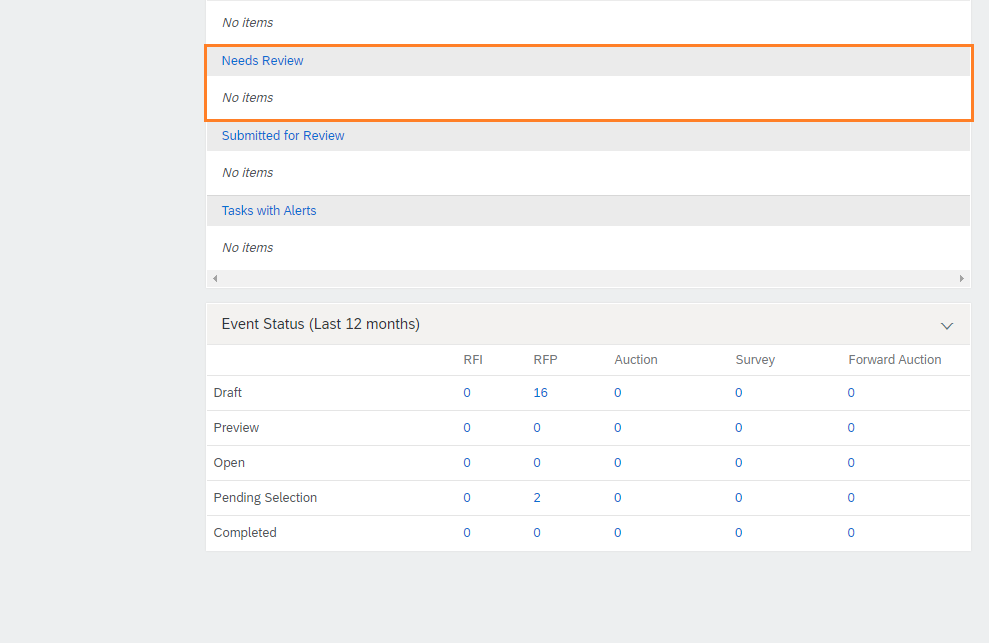 No items
Needs Review
No items
Submitted for Review
No items
Tasks with Alerts
No items
Event Status (Last 12 months)
RFI RFP Auction Survey Forward Auction
Draft 0 16 0 0 0
Preview 0 0 0 0 0
Open 0 0 0 0 0
Pending Selection 0 2 0 0 0
Completed 0 0 0 0 0